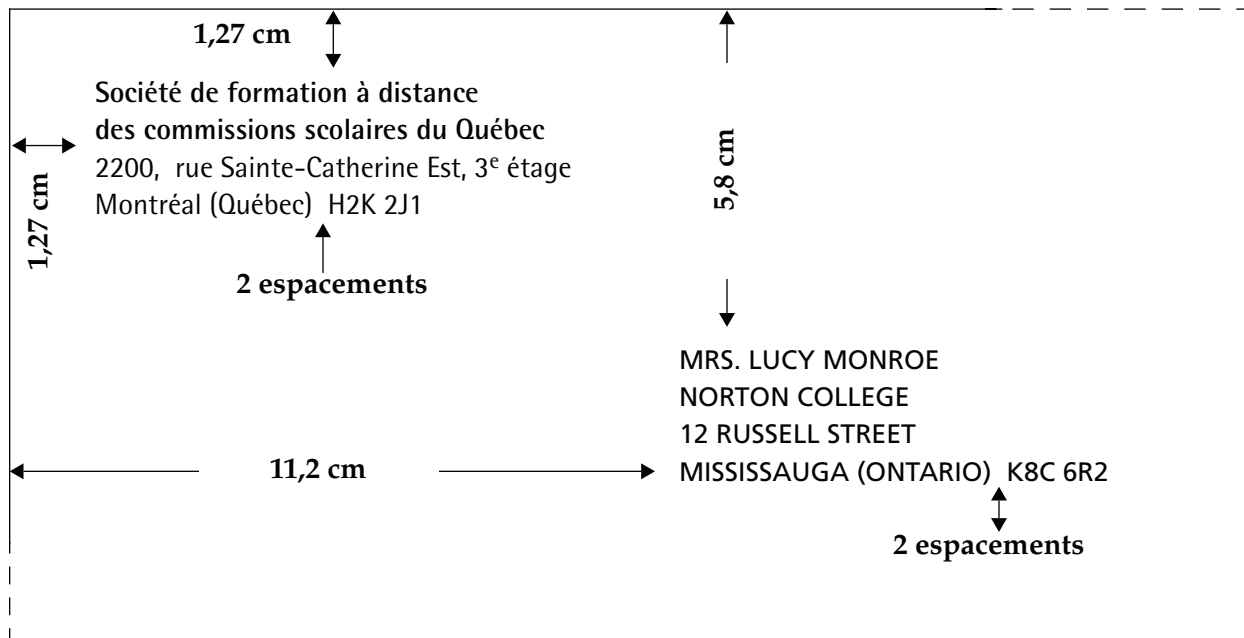 1,27 cm
Société de formation à distance
des commissions scolaires du Québec
2200, rue Sainte-Catherine Est, 3e étage
Montréal (Québec)  H2K 2J1
1,27 cm
2 espacements
5,8 cm
MRS. LUCY MONROE
NORTON COLLEGE
12 RUSSELL STREET
MISSISSAUGA (ONTARIO)  K8C 6R2
11,2 cm
2 espacements